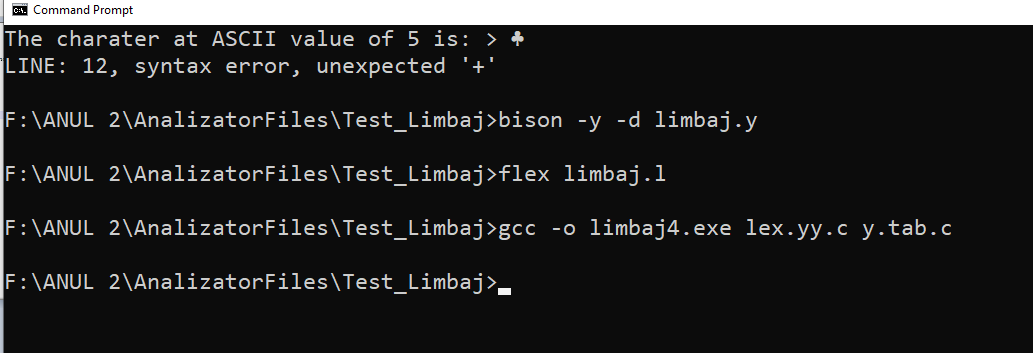 Command Prompt
The charater at ASCII value of 5 is: > ♣
LINE: 12, syntax error, unexpected '+'
F:\ANUL 2\AnalizatorFiles\Test_Limbaj>bison -y -d limbaj.y
F:\ANUL 2\AnalizatorFiles\Test_Limbaj>flex limbaj.l
F:\ANUL 2\AnalizatorFiles\Test_Limbaj>gcc -o limbaj4.exe lex.yy.c y.tab.c
F:\ANUL 2\AnalizatorFiles\Test_Limbaj>